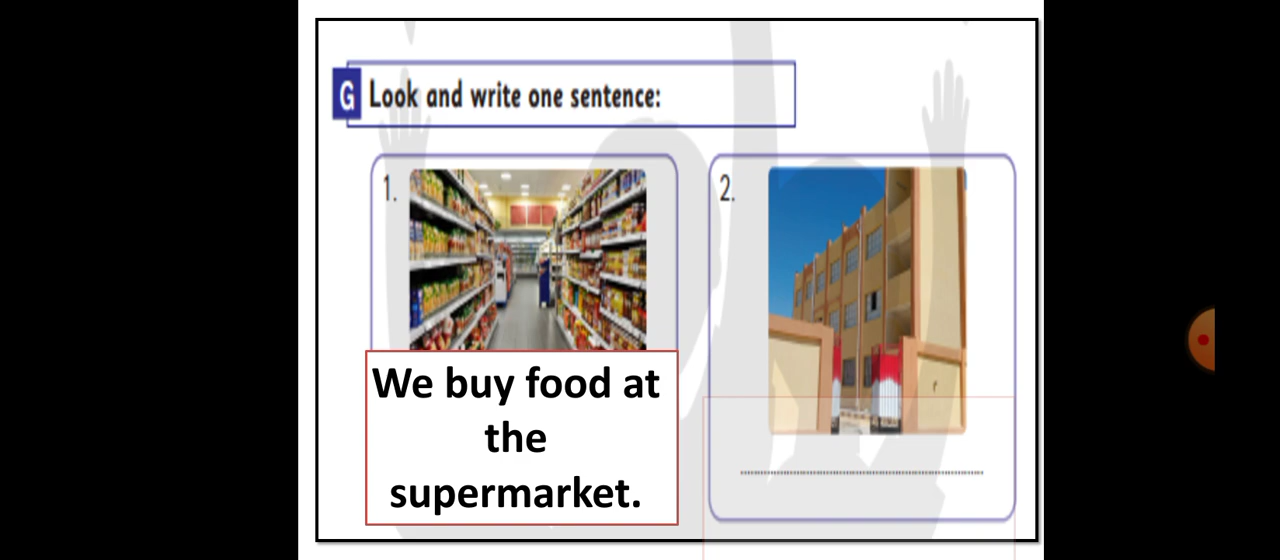 G Look and write one sentence:
1.
2.
We buy food at
the
supermarket.